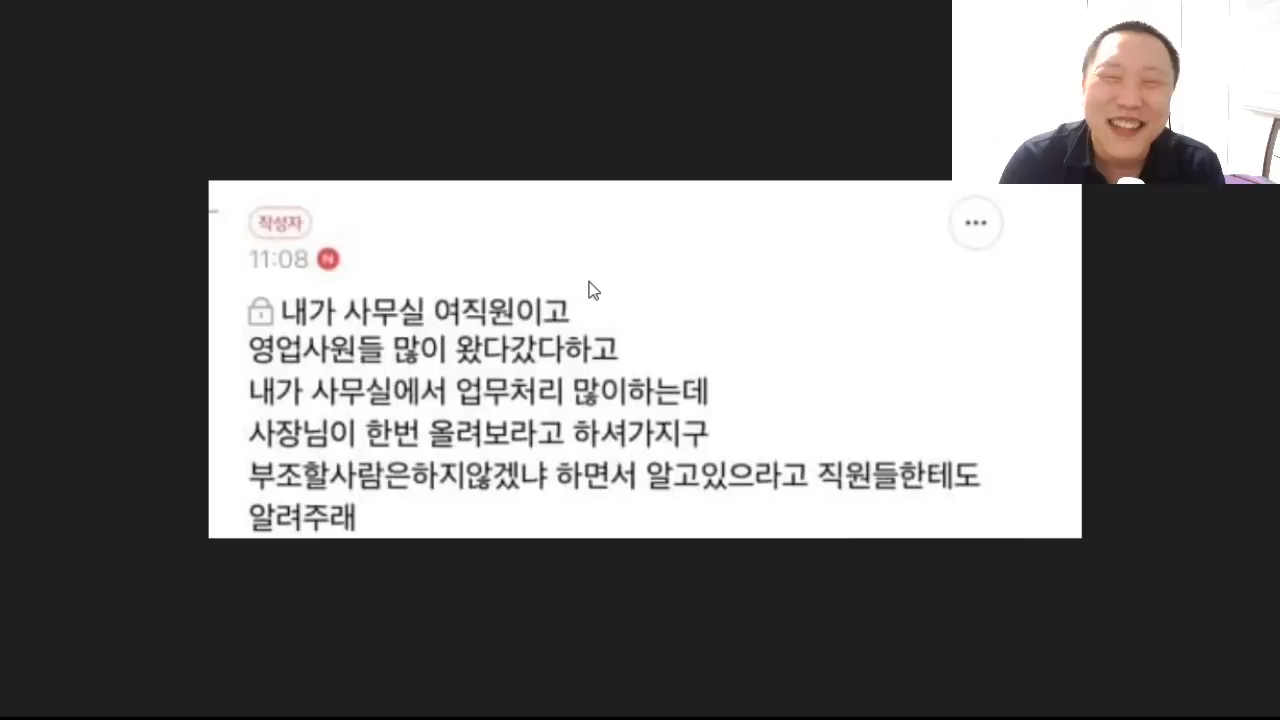 작성자
11:08 N
내가 사무실 여직원이고
영업사원들 많이 왔다갔다하고
내가 사무실에서 업무처리 많이하는데
사장님이 한번 올려보라고 하셔가지구
부조할사람은하지않겠냐 하면서 알고있으라고 직원들한테도
알려주래